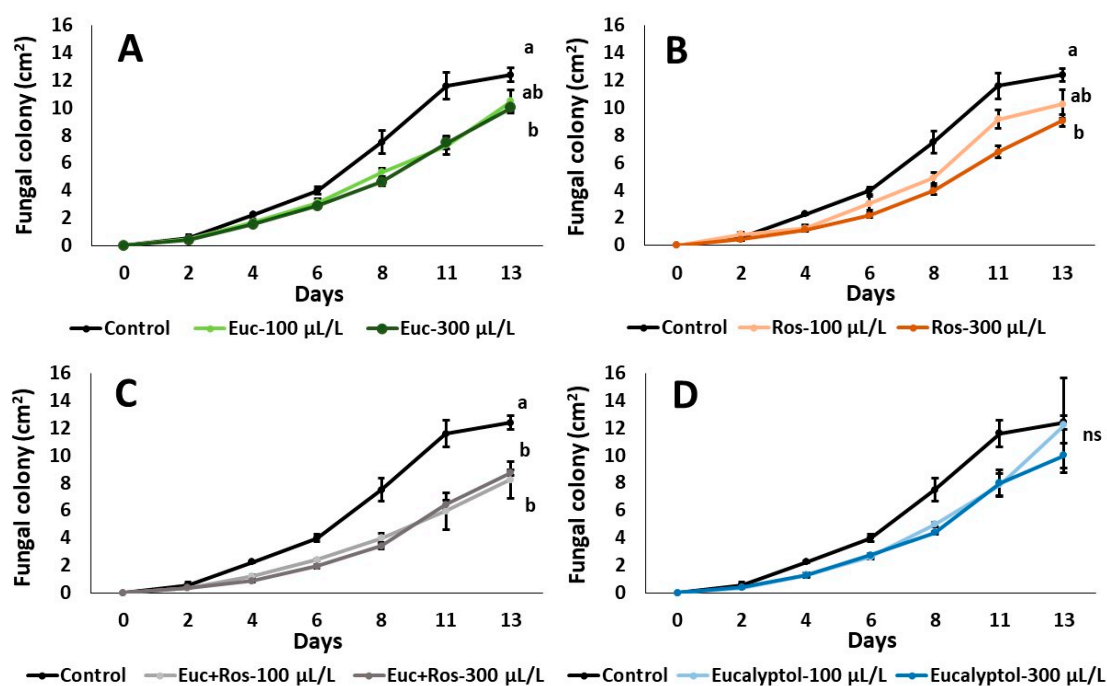 A
Fungal colony (cm²)
16
14
12
10
8
6
4
2
0
a
ab
b
0 2 4 6 8 11 13
Days
Control Euc-100 µL/L Euc-300 µL/L
B
Fungal colony (cm²)
16
14
12
10
8
6
4
2
0
a
ab
b
0 2 4 6 8 11 13
Days
Control Ros-100 µL/L Ros-300 µL/L
C
Fungal colony (cm²)
16
14
12
10
8
6
4
2
0
a
b
b
0 2 4 6 8 11 13
Days
Control Euc+Ros-100 µL/L Euc+Ros-300 µL/L
D
Fungal colony (cm²)
16
14
12
10
8
6
4
2
0
ns
0 2 4 6 8 11 13
Days
Control Eucalyptol-100 µL/L Eucalyptol-300 µL/L